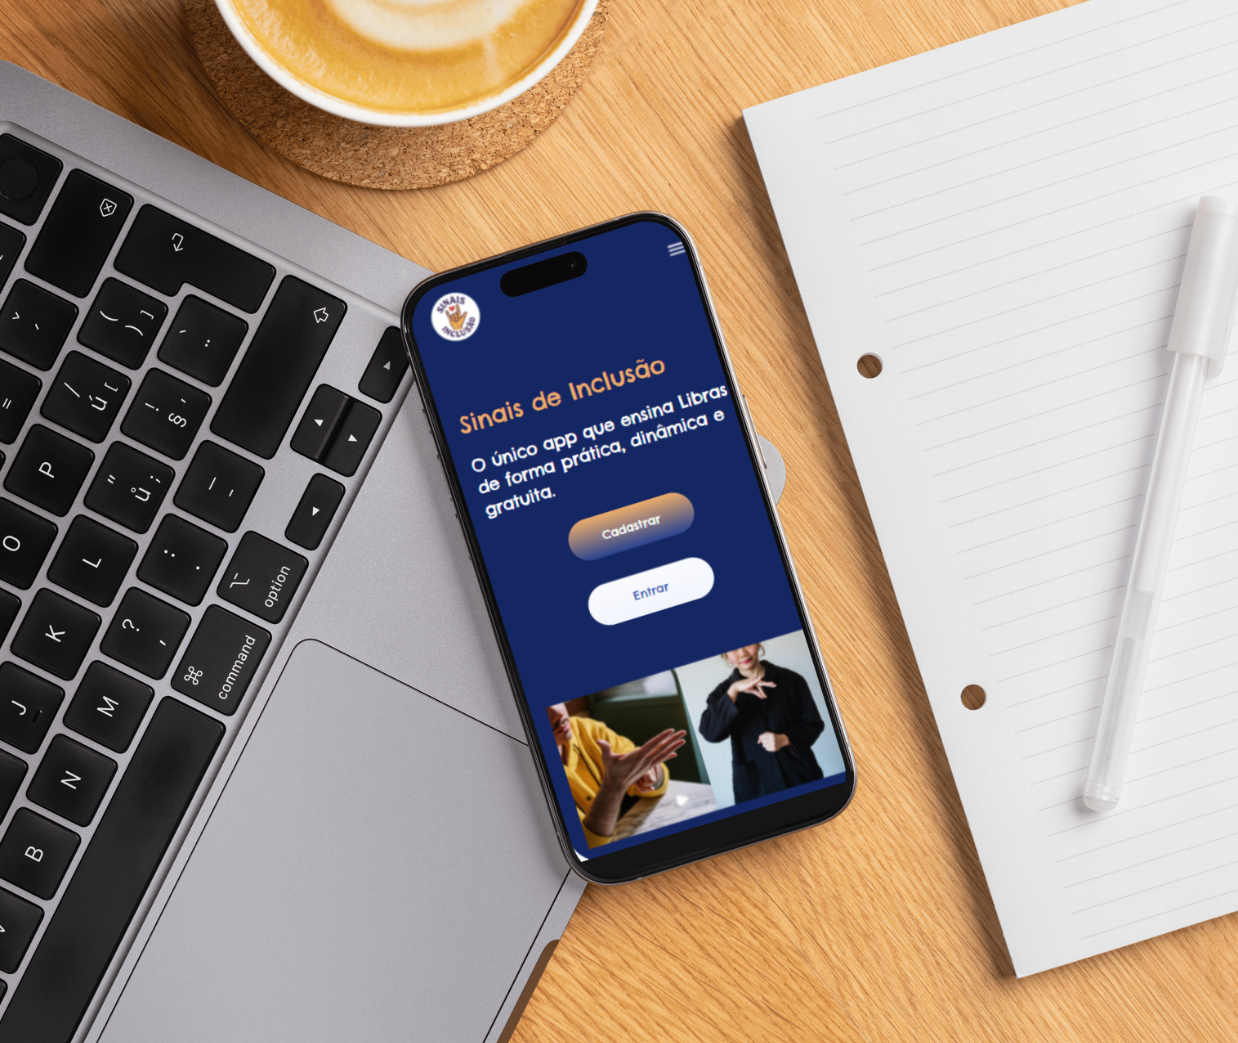 SINAIS
INCLUSÃO
Sinais de Inclusão
O único app que ensina Libras
de forma prática, dinâmica e
gratuita.
Cadastrar
Entrar
option
command
⌘
P
O
L
K
J
M
N
B
ú
ů
§
?
!
/